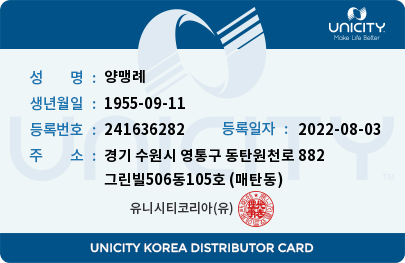 UNICITY
Make Life Better
성 명 : 양맹례
생년월일 : 1955-09-11
등록번호 : 241636282 등록일자 : 2022-08-03
주 소 : 경기 수원시 영통구 동탄원천로 882
그린빌506동105호 (매탄동)
유니시티코리아(유)
UNICITY
UNICITY KOREA DISTRIBUTOR CARD